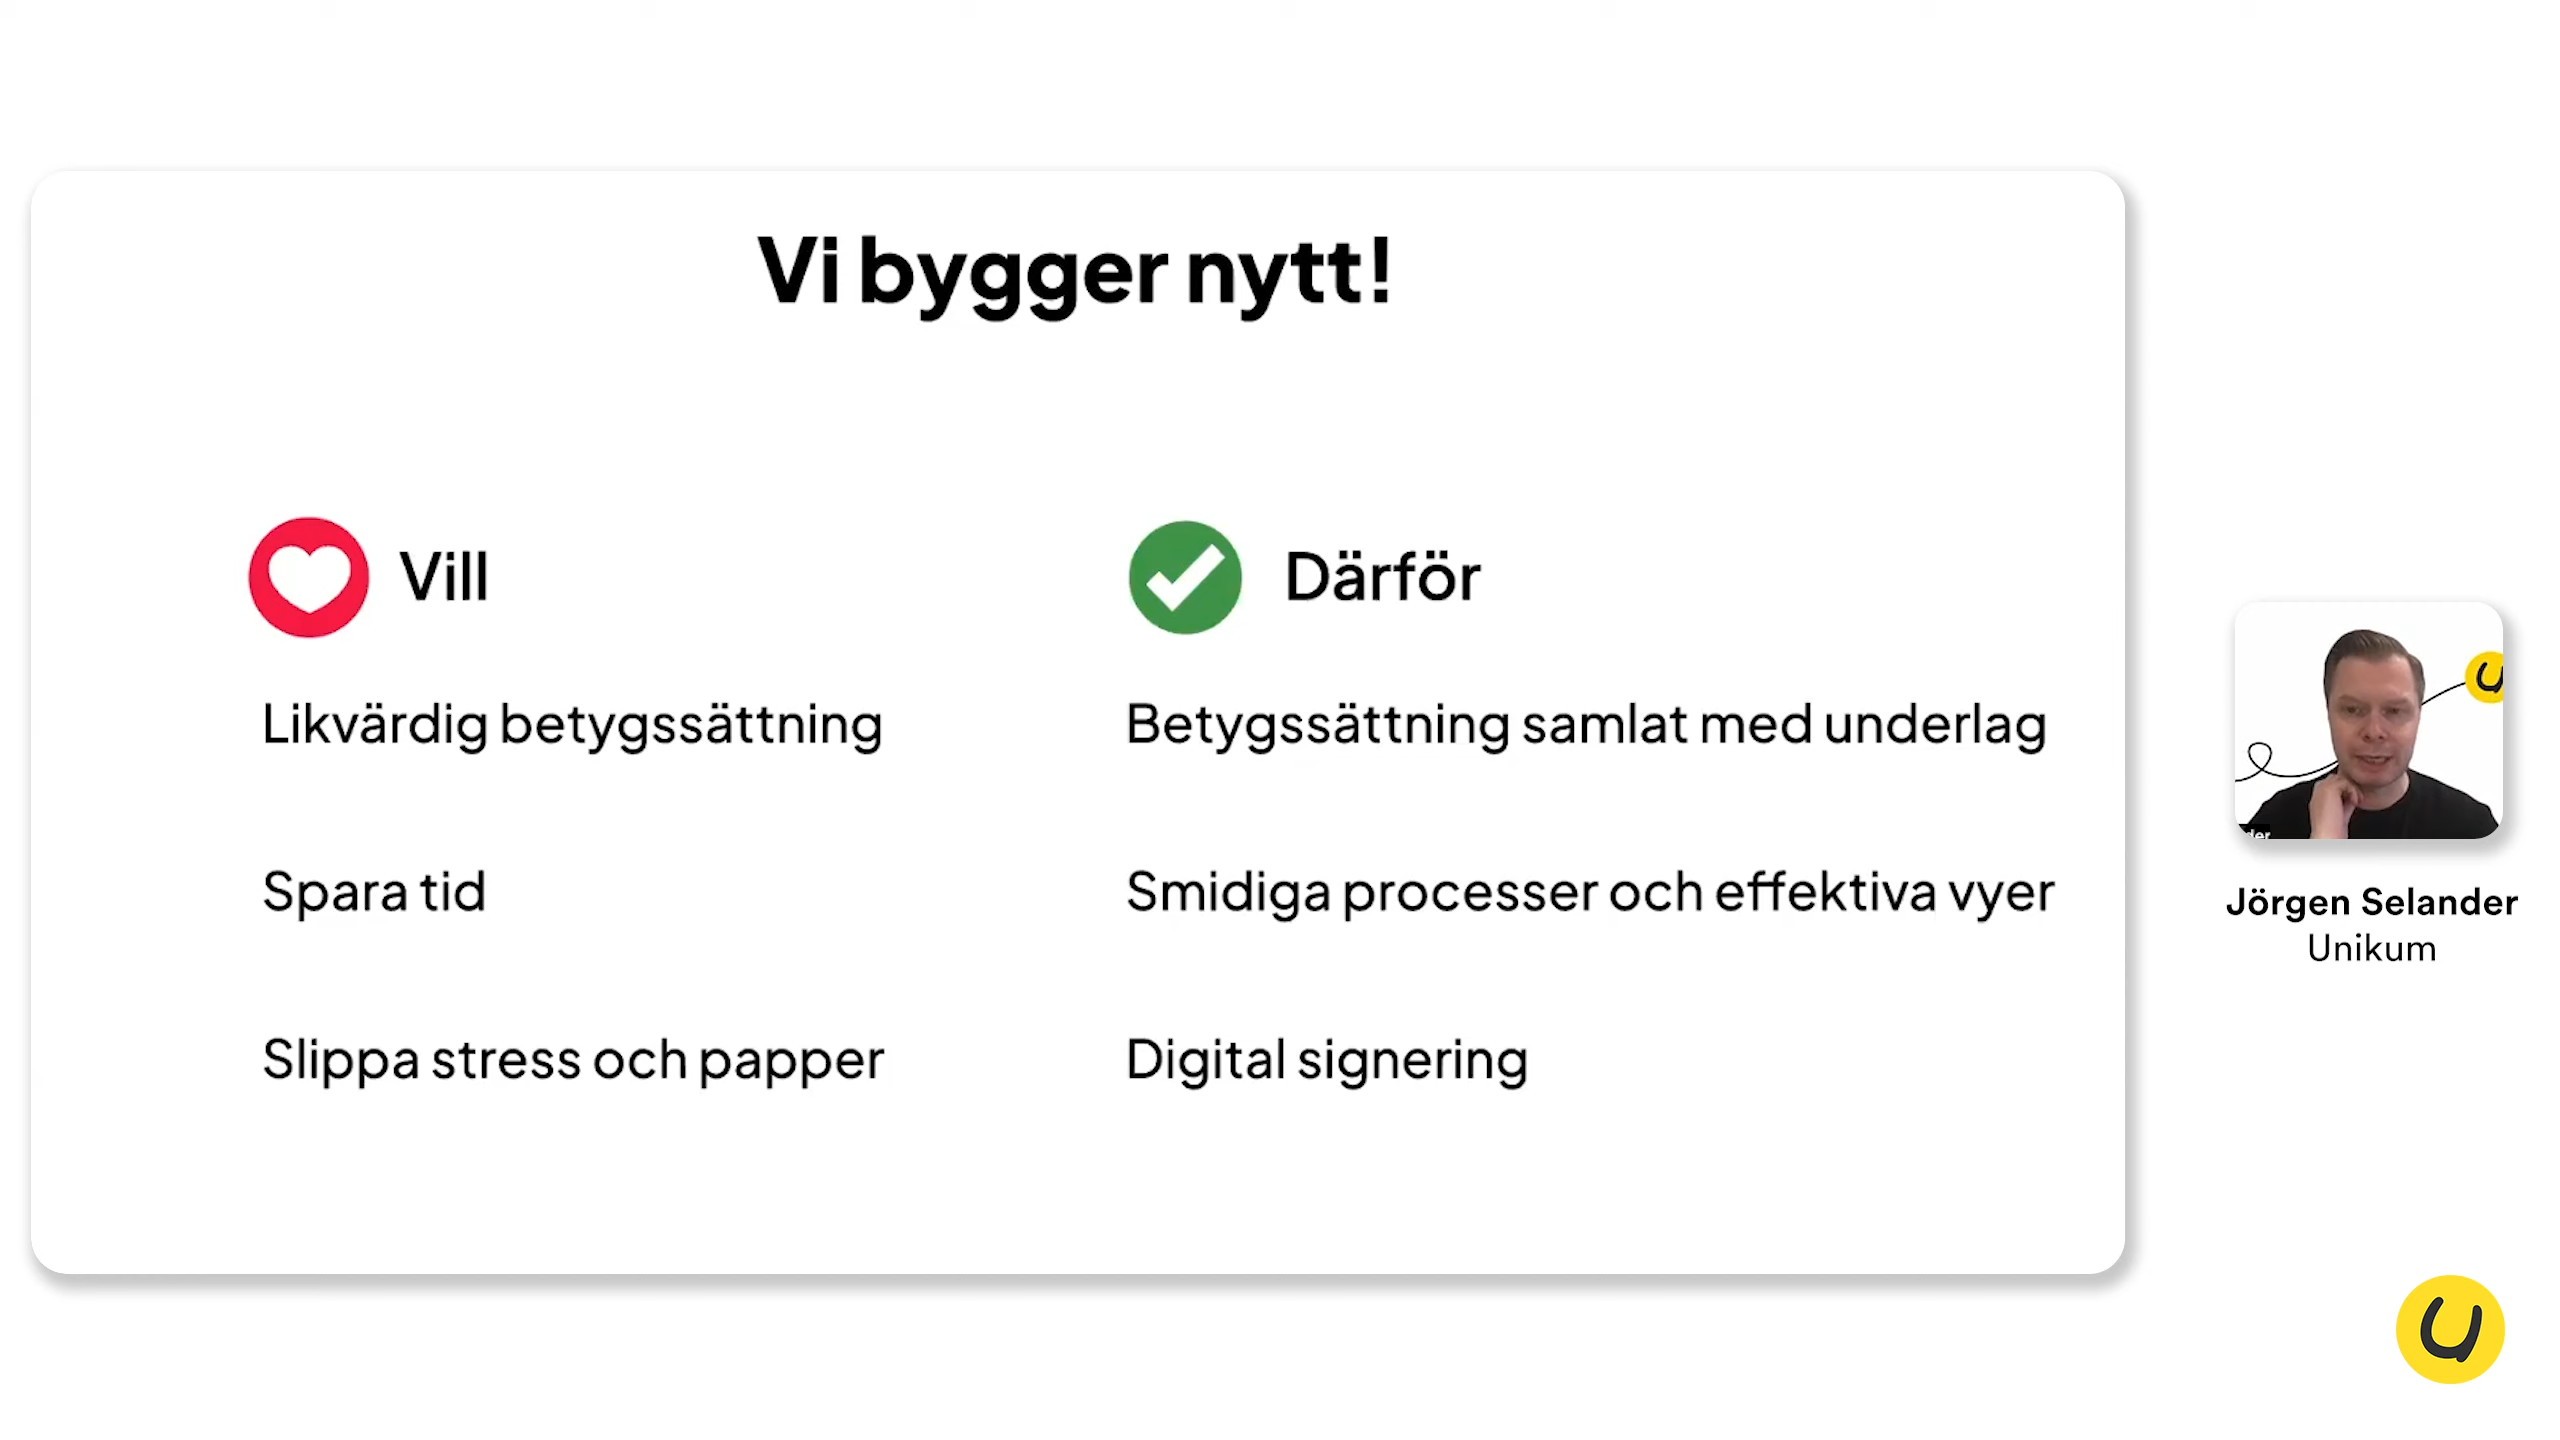 Vi bygger nytt!
Vill
Därför
Likvärdig betygssättning
Betygssättning samlat med underlag
Spara tid
Smidiga processer och effektiva vyer
Slippa stress och papper
Digital signering
der
Jörgen Selander
Unikum
U
U